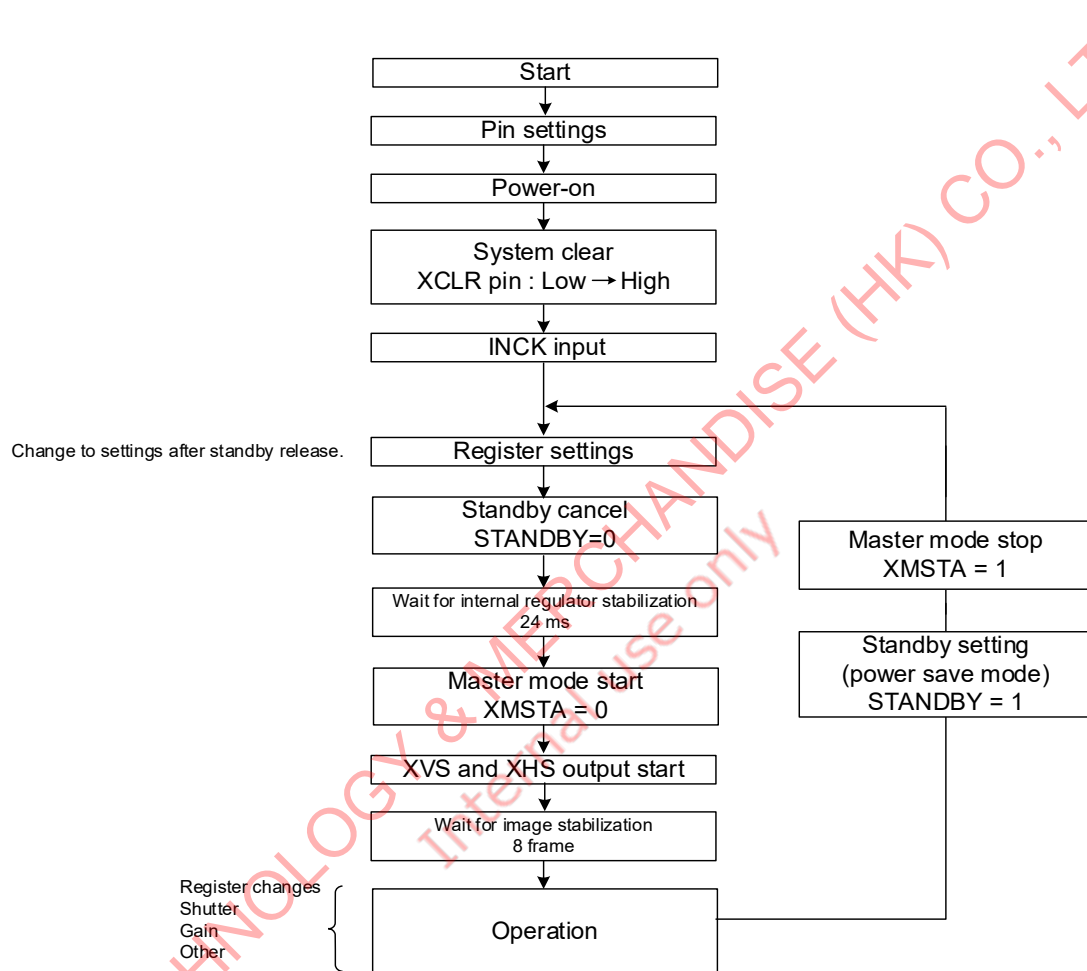 Start
Pin settings
Power-on
System clear
XCLR pin : Low → High
INCK input
Change to settings after standby release.
Register settings
Standby cancel
STANDBY=0
Wait for internal regulator stabilization
24 ms
Master mode start
XMSTA = 0
XVS and XHS output start
Wait for image stabilization
8 frame
Register changes
Shutter
Gain
Other
Operation
Master mode stop
XMSTA = 1
Standby setting
(power save mode)
STANDBY = 1
& MERCHANDISE (HK) CO.,
Internal use only